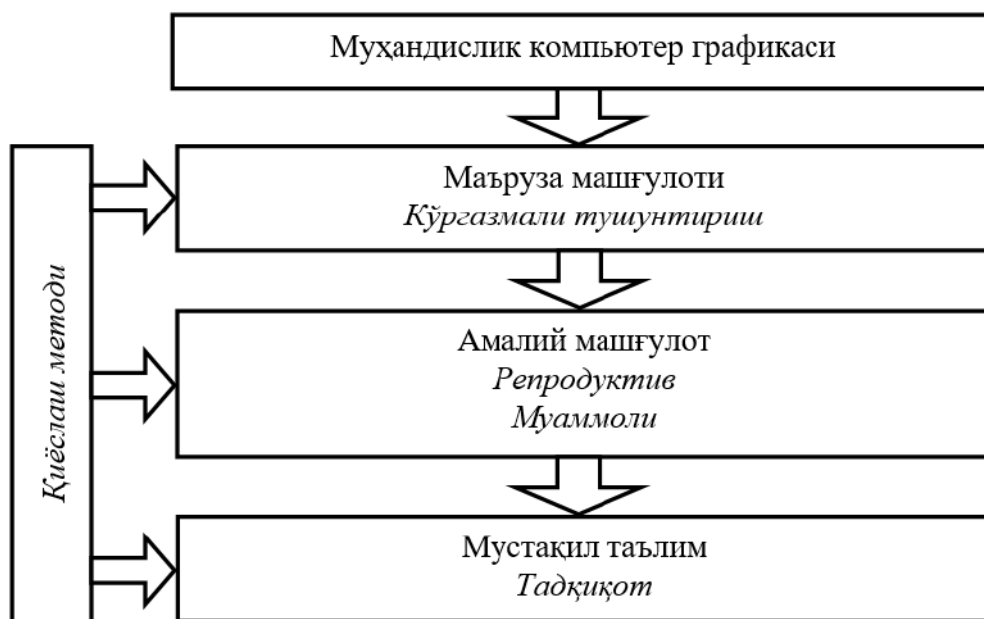 Муҳандислик компьютер графикаси
Маъруза машғулоти
Кўргазмали тушунтириш
Қиёслаш методи
Амалий машғулот
Репродуктив
Муаммоли
Мустақил таълим
Тадқиқот